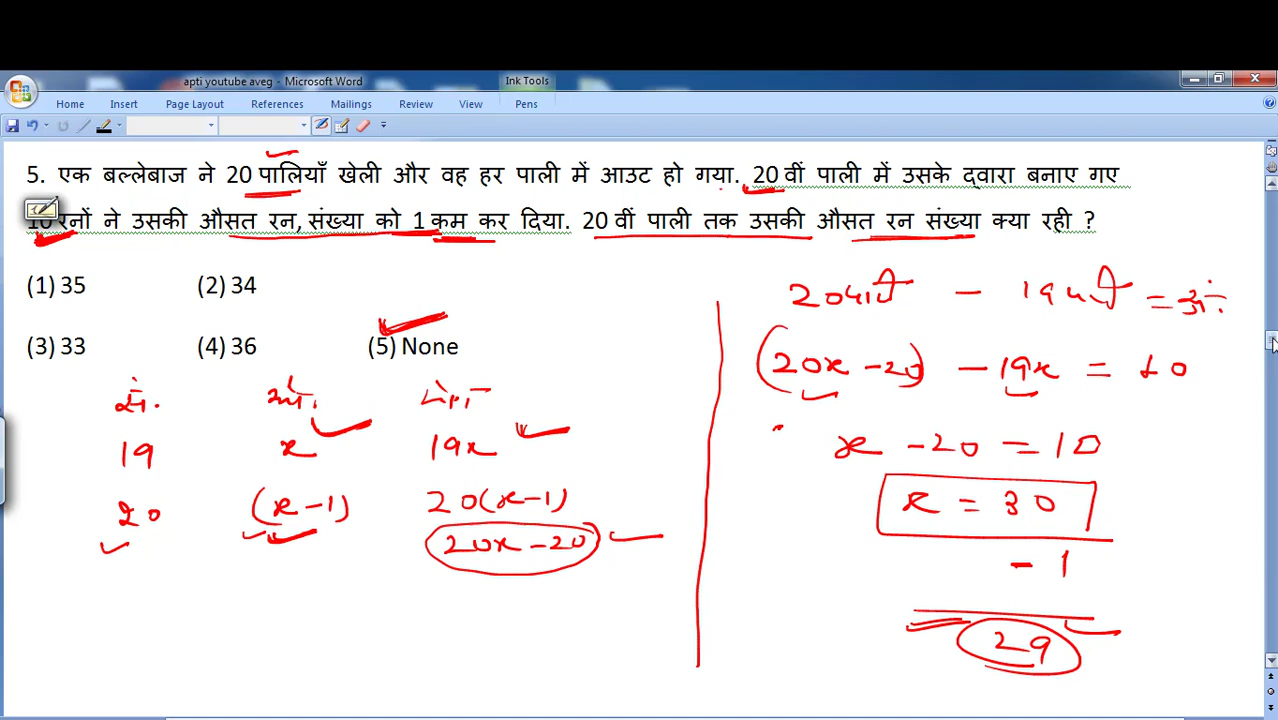 apti youtube aveg - Microsoft Word
Ink Tools
Home Insert Page Layout References Mailings Review View Pens
5. एक बल्लेबाज ने 20 पालियाँ खेली और वह हर पाली में आउट हो गया. 20 वीं पाली में उसके द्वारा बनाए गए
10 रनों ने उसकी औसत रन, संख्या को 1 कम कर दिया. 20 वीं पाली तक उसकी औसत रन संख्या क्या रही ?
(1) 35 (2) 34
(3) 33 (4) 36 (5) None
19 x 19x
20 (x-1) 20(x-1)
20x-20
20पारी - 19पारी =
(20x-20) - 19x = 10
x - 20 = 10
x = 30
- 1
29